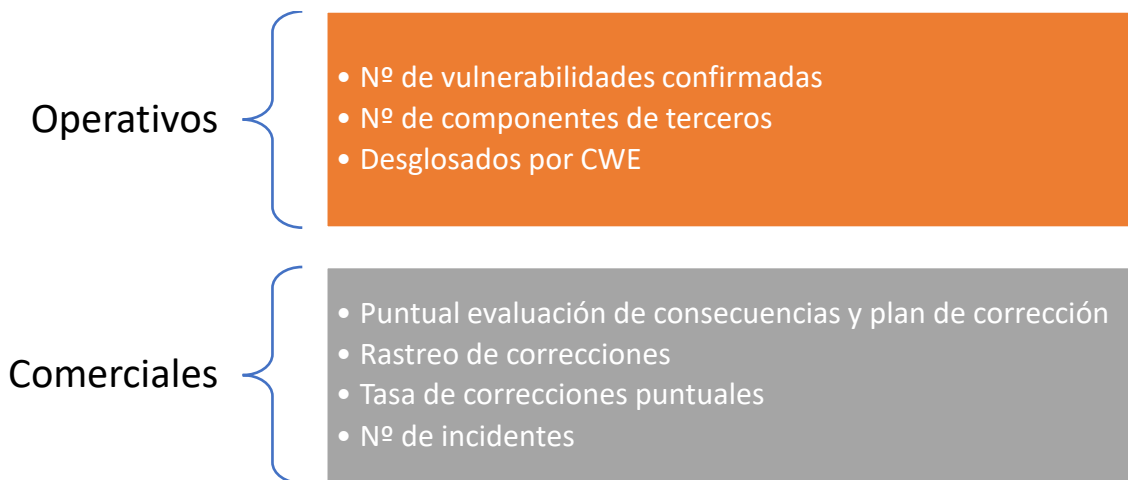 Operativos
• Nº de vulnerabilidades confirmadas
• Nº de componentes de terceros
• Desglosados por CWE
Comerciales
• Puntual evaluación de consecuencias y plan de corrección
• Rastreo de correcciones
• Tasa de correcciones puntuales
• Nº de incidentes